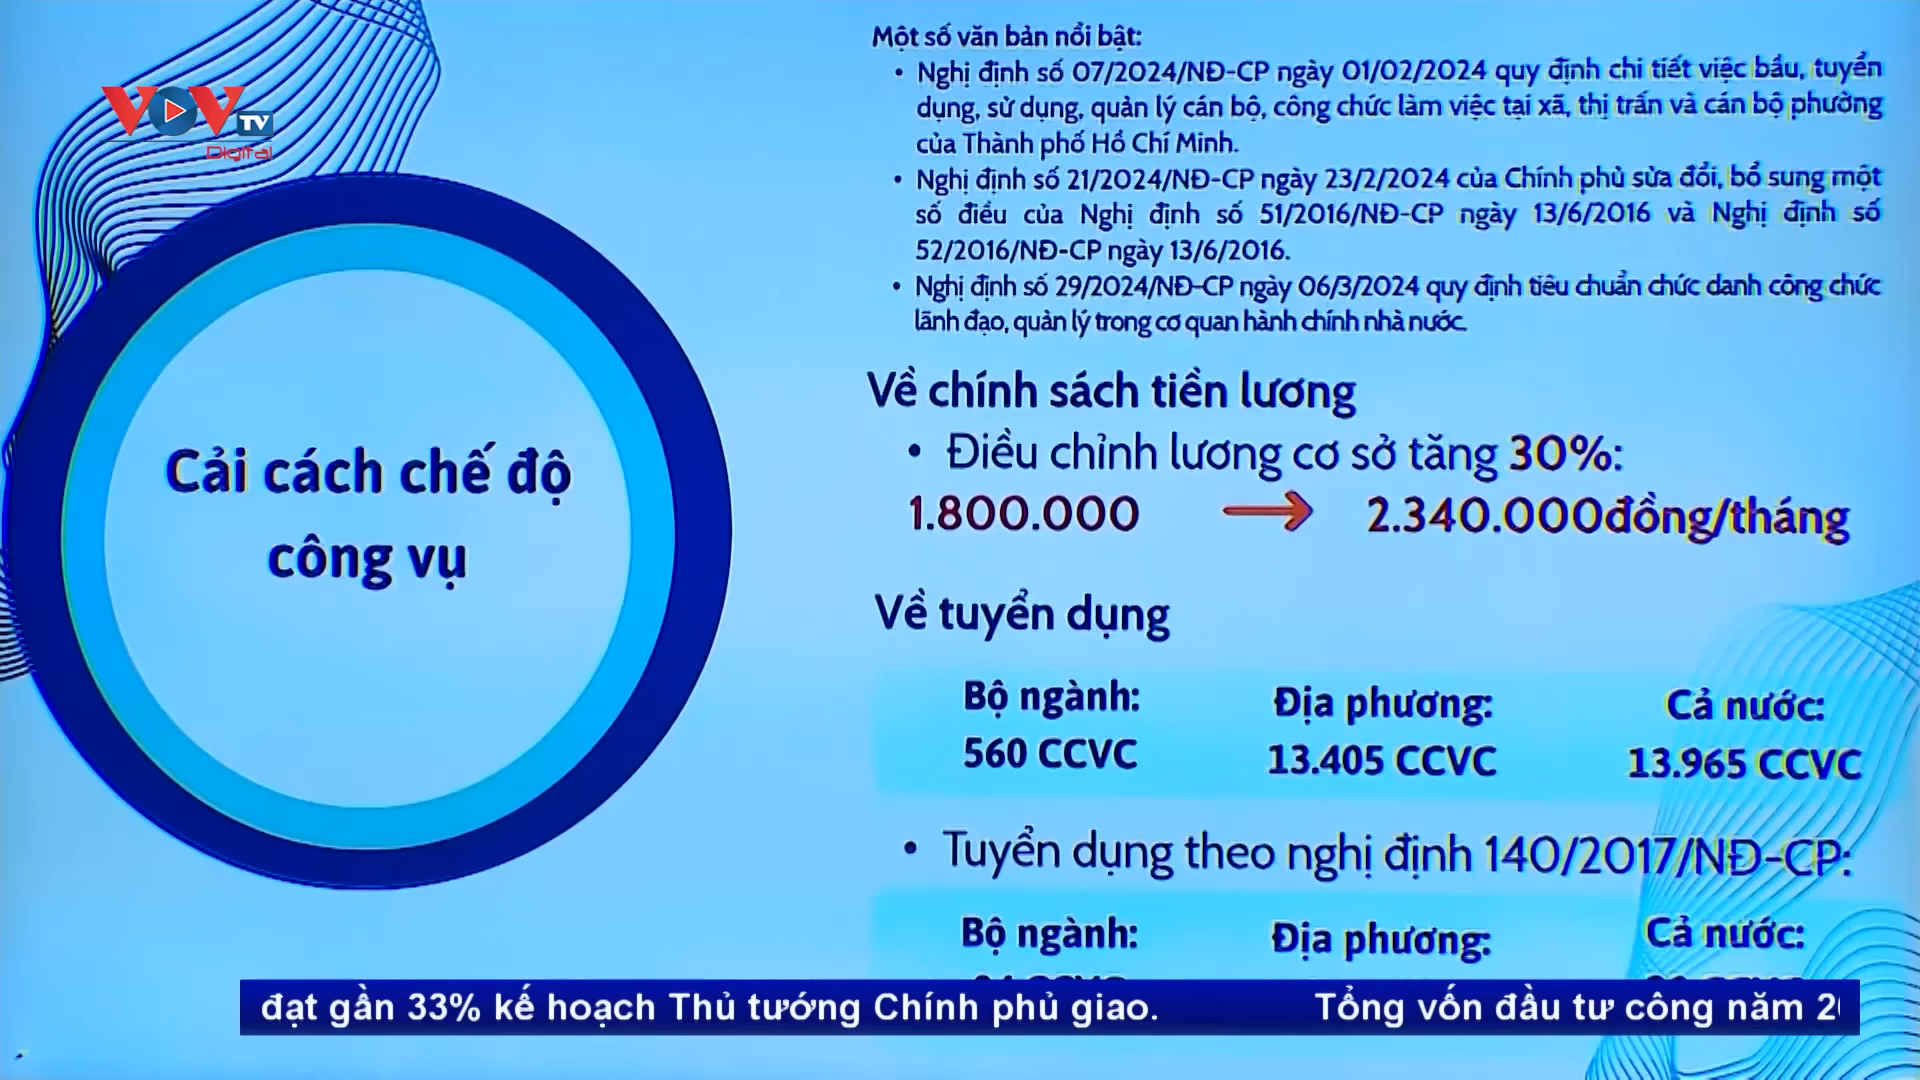 VOV TV
Digital
Một số văn bản nổi bật:
• Nghị định số 07/2024/NĐ-CP ngày 01/02/2024 quy định chi tiết việc bầu, tuyển
dụng, sử dụng, quản lý cán bộ, công chức làm việc tại xã, thị trấn và cán bộ phường
của Thành phố Hồ Chí Minh.
• Nghị định số 21/2024/NĐ-CP ngày 23/2/2024 của Chính phủ sửa đổi, bổ sung một
số điều của Nghị định số 51/2016/NĐ-CP ngày 13/6/2016 và Nghị định số
52/2016/NĐ-CP ngày 13/6/2016.
• Nghị định số 29/2024/NĐ-CP ngày 06/3/2024 quy định tiêu chuẩn chức danh công chức
lãnh đạo, quản lý trong cơ quan hành chính nhà nước.
Cải cách chế độ
công vụ
Về chính sách tiền lương
• Điều chỉnh lương cơ sở tăng 30%:
1.800.000 → 2.340.000đồng/tháng
Về tuyển dụng
Bộ ngành: Địa phương: Cả nước:
560 CCVC 13.405 CCVC 13.965 CCVC
• Tuyển dụng theo nghị định 140/2017/NĐ-CP:
Bộ ngành: Địa phương: Cả nước:
đạt gần 33% kế hoạch Thủ tướng Chính phủ giao. Tổng vốn đầu tư công năm